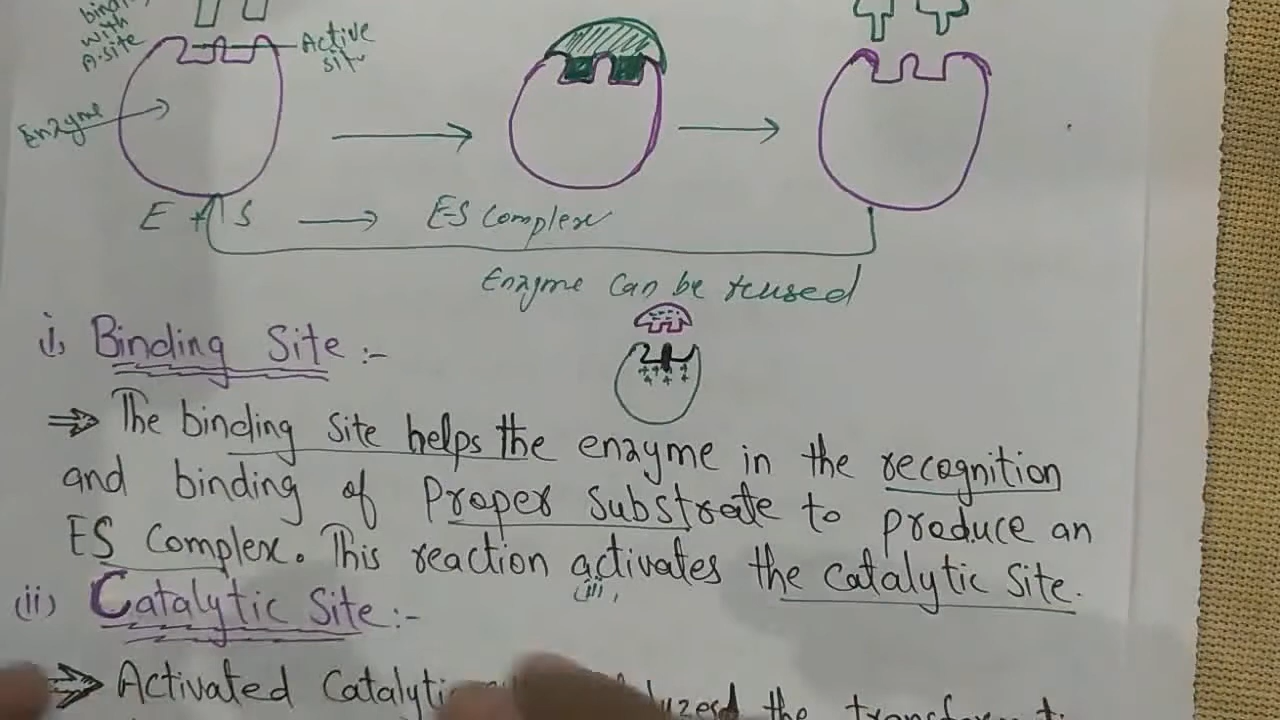 with
A.site
Active
site
Enzyme
E + S → ES Complex
Enzyme Can be reused
i, Binding Site :-
⇒ The binding site helps the enzyme in the recognition
and binding of Proper Substrate to produce an
ES Complex. This reaction activates the catalytic site.
(iii,
(ii) Catalytic Site :-
⇒ Activated Catalytic the